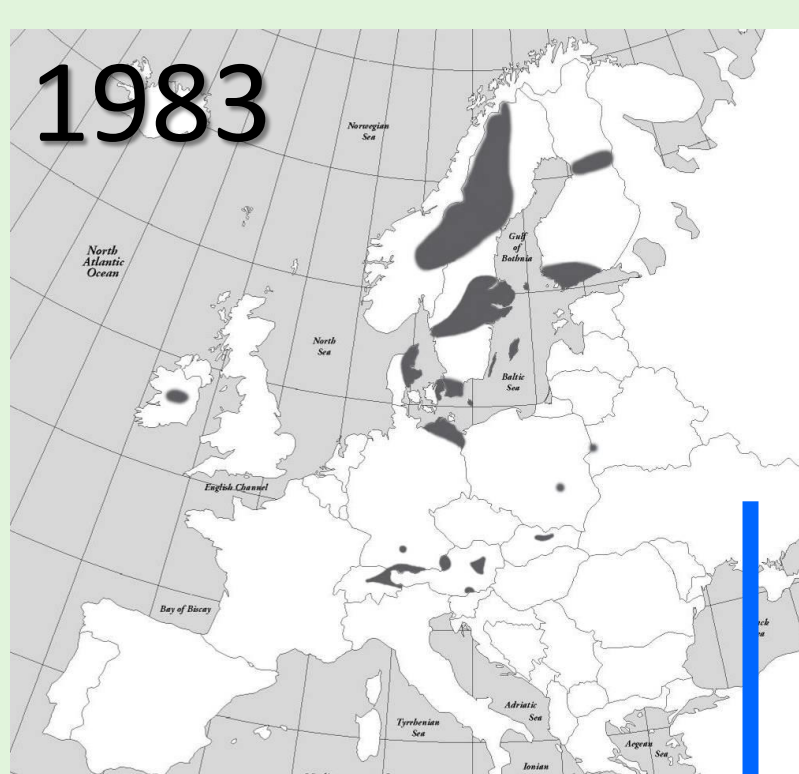 1983
Norwegian
Sea
North
Atlantic
Ocean
Gulf
of
Bothnia
North
Sea
Baltic
Sea
English Channel
Bay of Biscay
Adriatic
Sea
Tyrrhenian
Sea
Aegean
Sea
Ionian